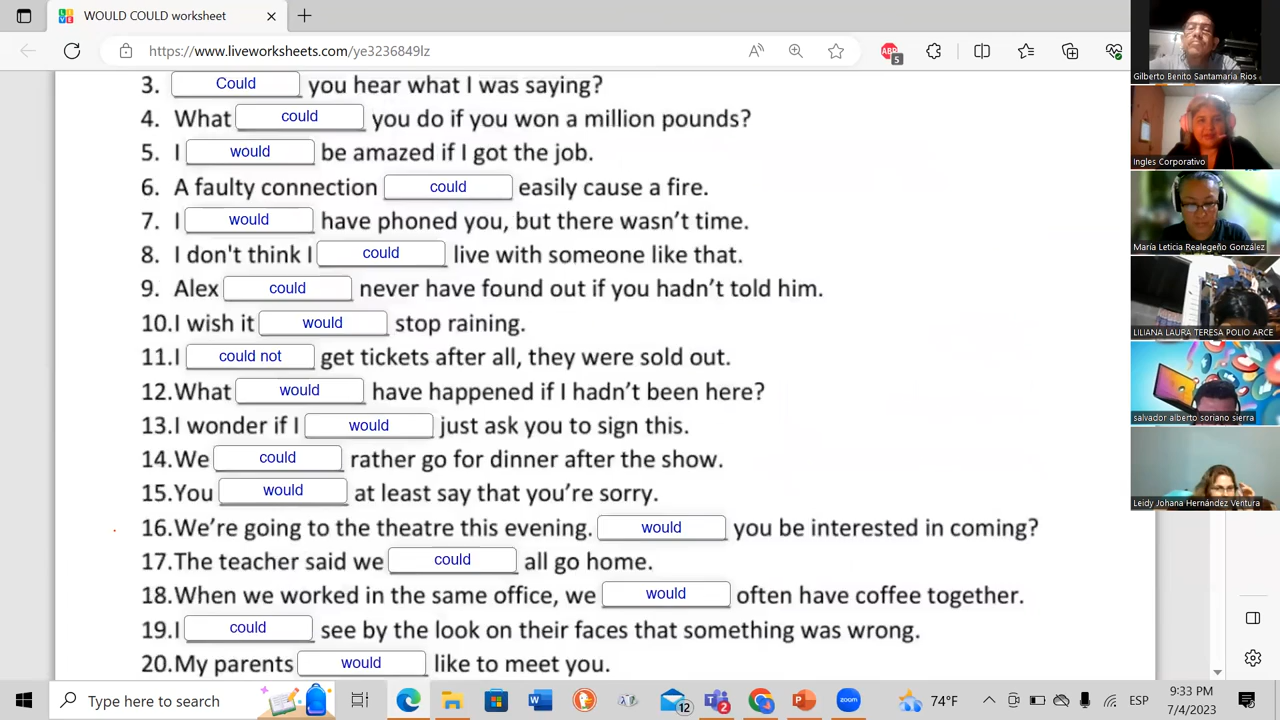 WOULD COULD worksheet
https://www.liveworksheets.com/ye3236849lz
ABP
5
3. Could you hear what I was saying?
4. What could you do if you won a million pounds?
5. I would be amazed if I got the job.
6. A faulty connection could easily cause a fire.
7. I would have phoned you, but there wasn't time.
8. I don't think I could live with someone like that.
9. Alex could never have found out if you hadn't told him.
10.I wish it would stop raining.
11.I could not get tickets after all, they were sold out.
12.What would have happened if I hadn't been here?
13.I wonder if I would just ask you to sign this.
14.We could rather go for dinner after the show.
15.You would at least say that you're sorry.
16.We're going to the theatre this evening. would you be interested in coming?
17.The teacher said we could all go home.
18.When we worked in the same office, we would often have coffee together.
19.I could see by the look on their faces that something was wrong.
20.My parents would like to meet you.
Gilberto Benito Santamaria Rios
Ingles Corporativo
María Leticia Realegeño González
LILIANA LAURA TERESA POLIO ARCE
salvador alberto soriano sierra
Leidy Johana Hernández Ventura
Type here to search
12
2
zoom
74°F
ESP
9:33 PM
7/4/2023